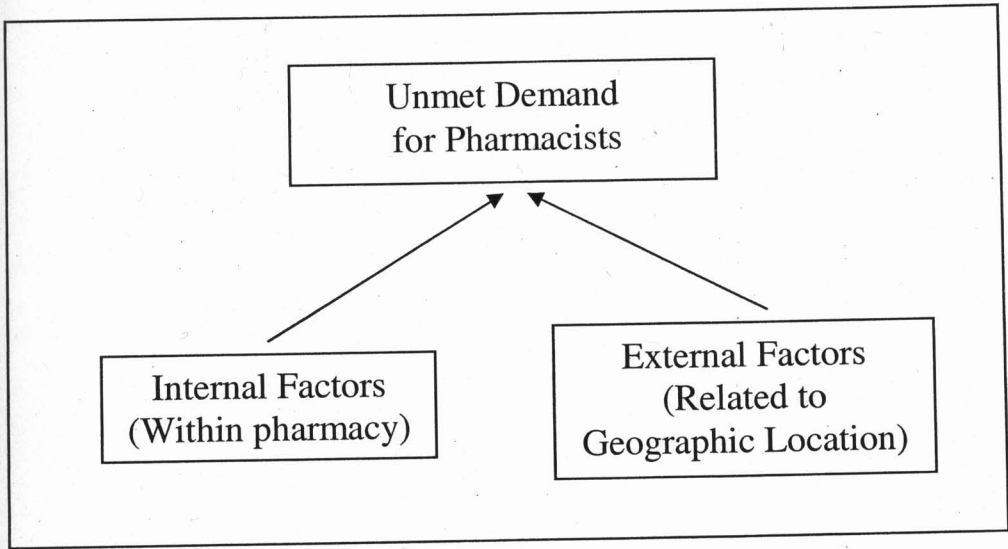 Unmet Demand
for Pharmacists
Internal Factors
(Within pharmacy)
External Factors
(Related to
Geographic Location)